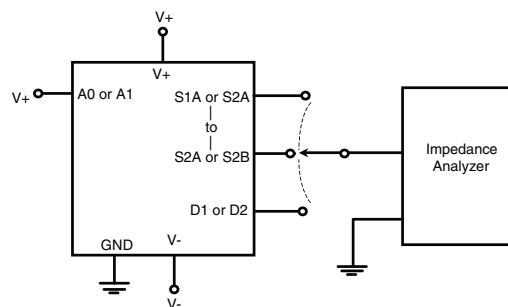 V+
V+
V+
A0 or A1
S1A or S2A
to
S2A or S2B
D1 or D2
GND
V-
V-
Impedance
Analyzer